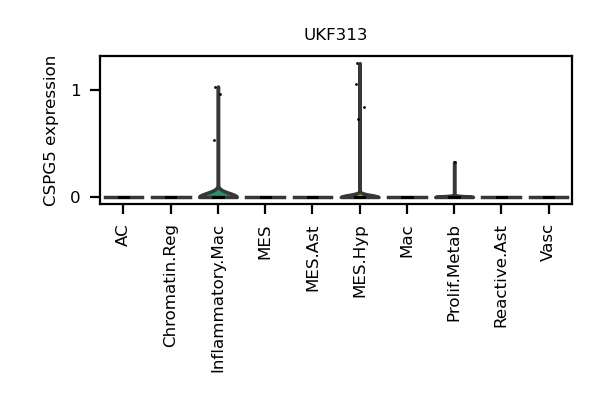 UKF313
CSPG5 expression
1
0
AC
Chromatin.Reg
Inflammatory.Mac
MES
MES.Ast
MES.Hyp
Mac
Prolif.Metab
Reactive.Ast
Vasc